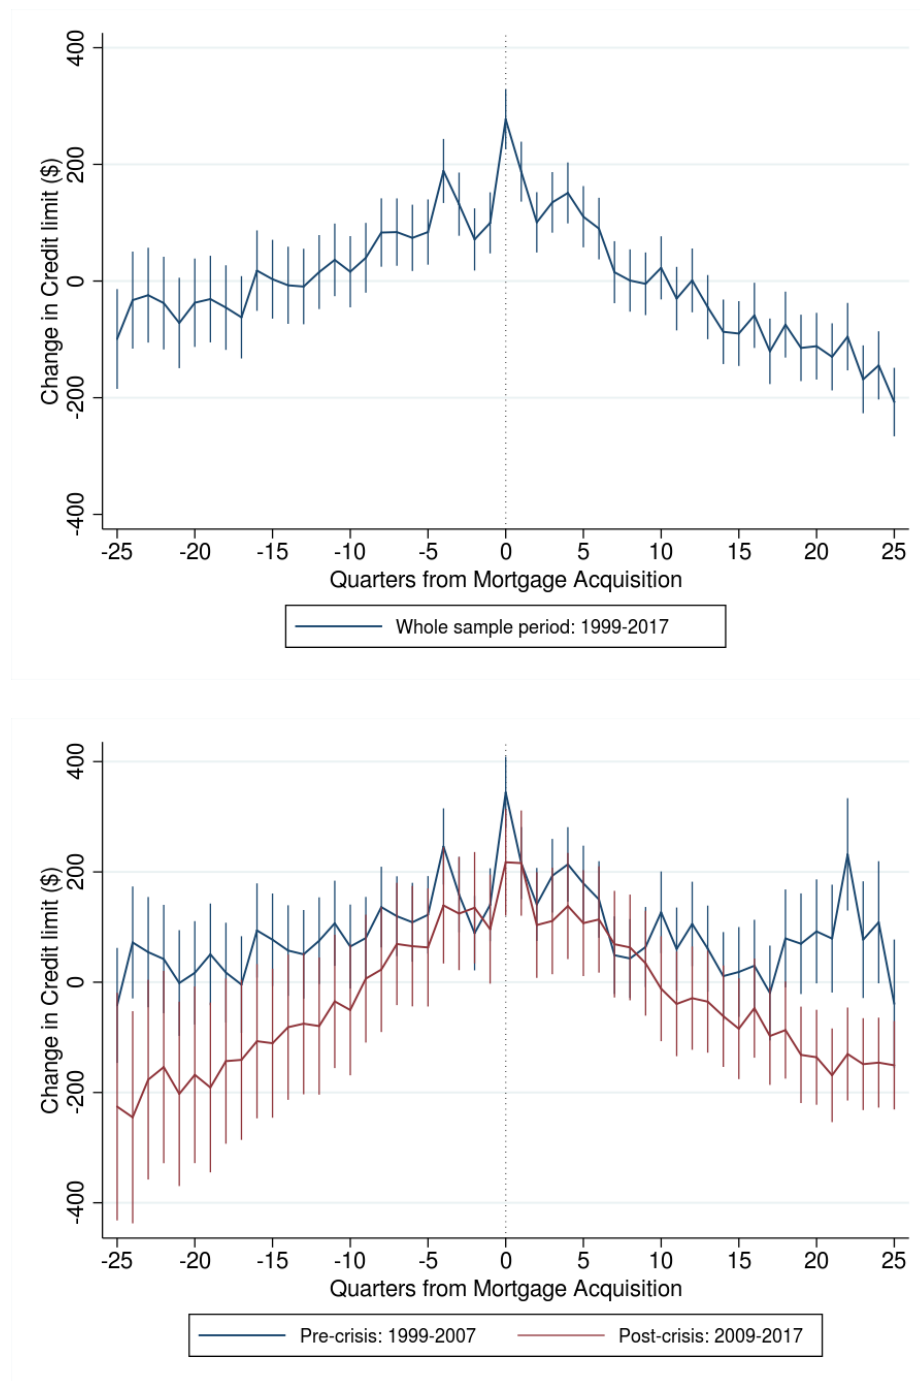 Change in Credit limit ($)
400
200
0
-200
-400
-25 -20 -15 -10 -5 0 5 10 15 20 25
Quarters from Mortgage Acquisition
Whole sample period: 1999-2017
Change in Credit limit ($)
400
200
0
-200
-400
-25 -20 -15 -10 -5 0 5 10 15 20 25
Quarters from Mortgage Acquisition
Pre-crisis: 1999-2007 Post-crisis: 2009-2017